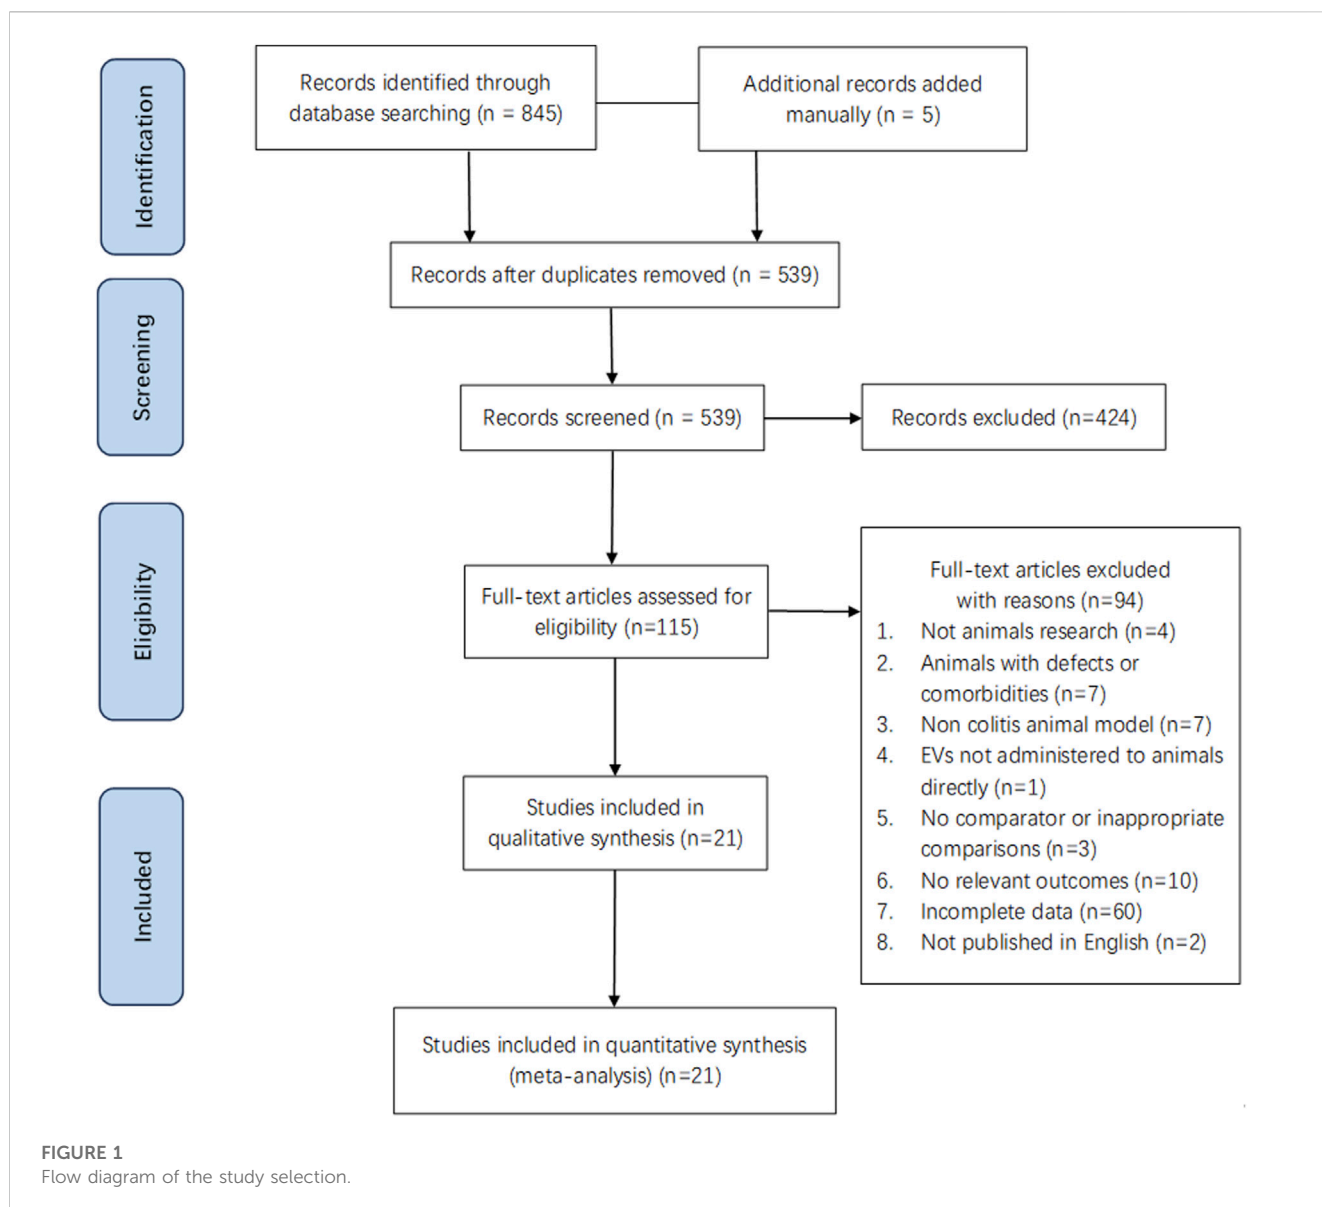 Identification
Records identified through
database searching (n = 845)
Additional records added
manually (n = 5)
Records after duplicates removed (n = 539)
Screening
Records screened (n = 539)
Records excluded (n=424)
Eligibility
Full-text articles assessed for
eligibility (n=115)
Full-text articles excluded
with reasons (n=94)
1. Not animals research (n=4)
2. Animals with defects or
comorbidities (n=7)
3. Non colitis animal model (n=7)
4. EVs not administered to animals
directly (n=1)
5. No comparator or inappropriate
comparisons (n=3)
6. No relevant outcomes (n=10)
7. Incomplete data (n=60)
8. Not published in English (n=2)
Included
Studies included in
qualitative synthesis (n=21)
Studies included in quantitative synthesis
(meta-analysis) (n=21)
FIGURE 1
Flow diagram of the study selection.